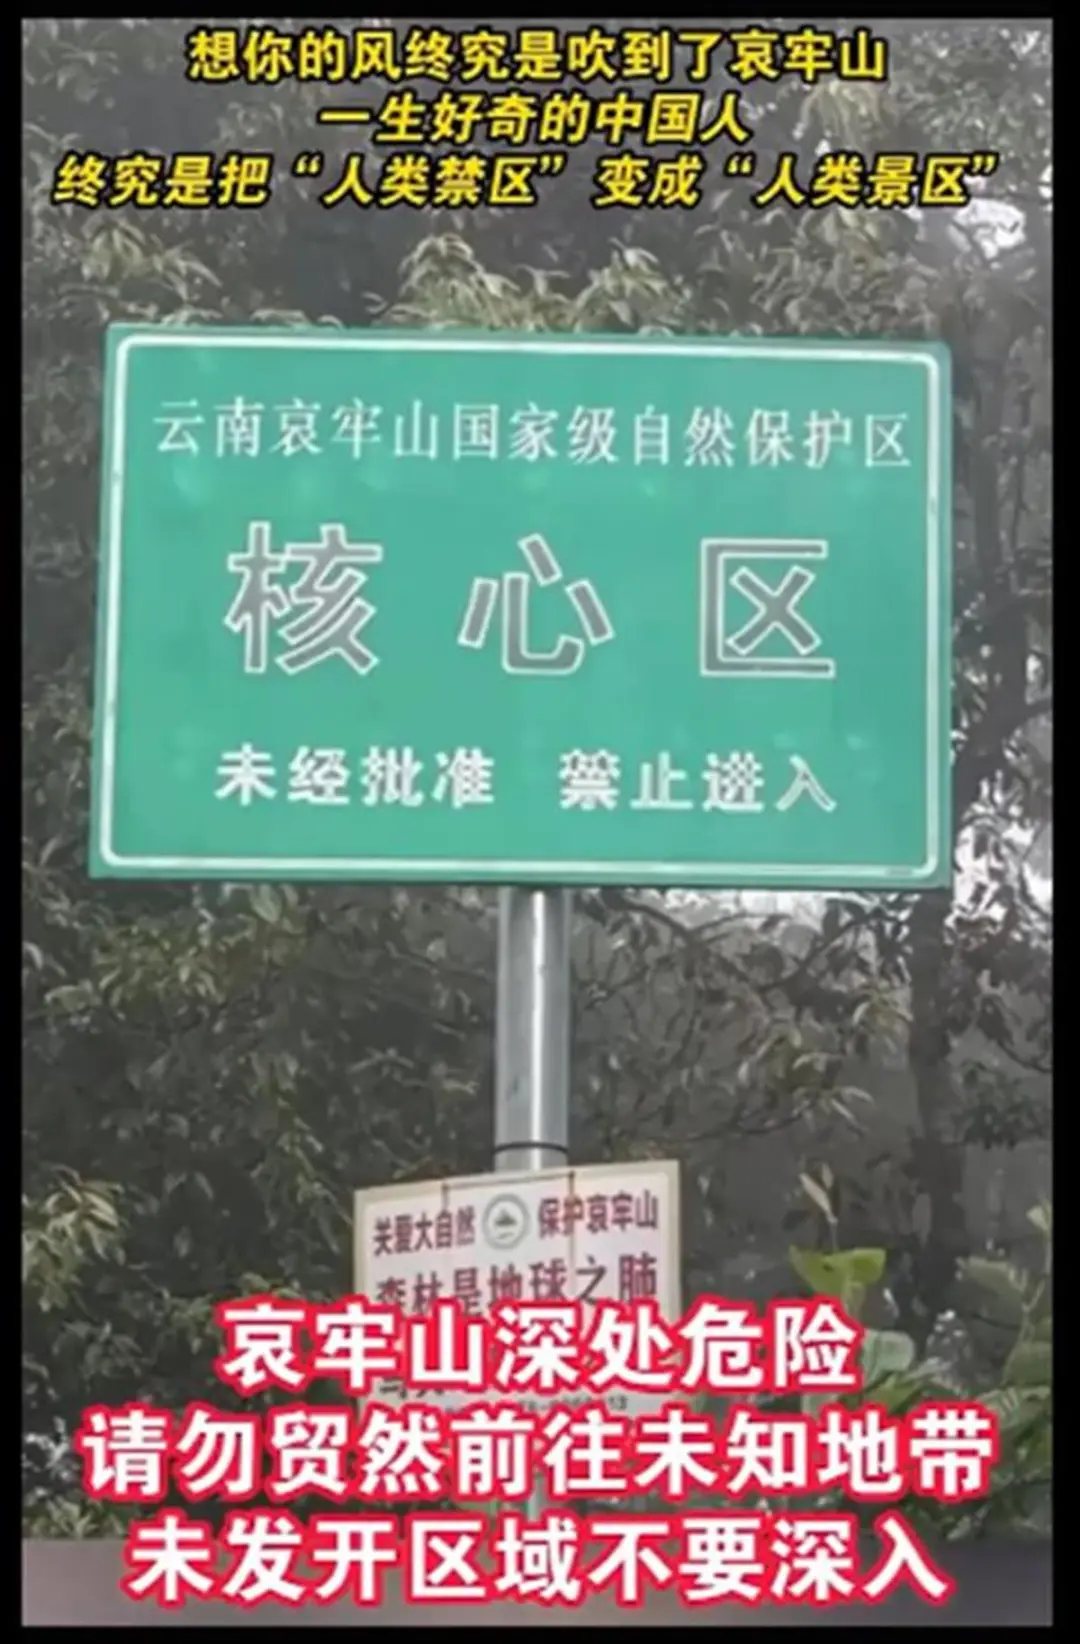 想你的风终究是吹到了哀牢山
一生好奇的中国人
终究是把“人类禁区”变成“人类景区”
云南哀牢山国家级自然保护区
核心区
未经批准 禁止进入
关爱大自然 保护哀牢山
森林是地球之肺
哀牢山深处危险
请勿贸然前往未知地带
未发开区域不要深入